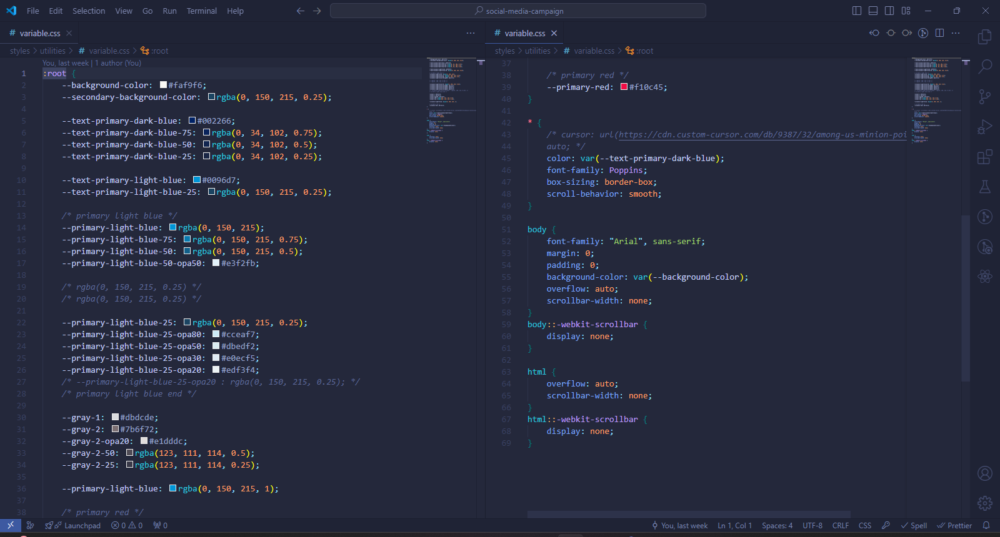 File Edit Selection View Go Run Terminal Help
social-media-campaign
# variable.css
styles > utilities > # variable.css > :root
You, last week | 1 author (You)
1 :root {
2 --background-color: #faf9f6;
3 --secondary-background-color: rgba(0, 150, 215, 0.25);
4
5 --text-primary-dark-blue: #002266;
6 --text-primary-dark-blue-75: rgba(0, 34, 102, 0.75);
7 --text-primary-dark-blue-50: rgba(0, 34, 102, 0.5);
8 --text-primary-dark-blue-25: rgba(0, 34, 102, 0.25);
9
10 --text-primary-light-blue: #0096d7;
11 --text-primary-light-blue-25: rgba(0, 150, 215, 0.25);
12
13 /* primary light blue */
14 --primary-light-blue: rgba(0, 150, 215);
15 --primary-light-blue-75: rgba(0, 150, 215, 0.75);
16 --primary-light-blue-50: rgba(0, 150, 215, 0.5);
17 --primary-light-blue-50-opa50: #e3f2fb;
18
19 /* rgba(0, 150, 215, 0.25) */
20 /* rgba(0, 150, 215, 0.25) */
21
22 --primary-light-blue-25: rgba(0, 150, 215, 0.25);
23 --primary-light-blue-25-opa80: #cceaf7;
24 --primary-light-blue-25-opa50: #dbedf2;
25 --primary-light-blue-25-opa30: #e0ecf5;
26 --primary-light-blue-25-opa20: #edf3f4;
27 /* --primary-light-blue-25-opa20 : rgba(0, 150, 215, 0.25); */
28 /* primary light blue end */
29
30 --gray-1: #dbdcde;
31 --gray-2: #7b6f72;
32 --gray-2-opa20: #e1dddc;
33 --gray-2-50: rgba(123, 111, 114, 0.5);
34 --gray-2-25: rgba(123, 111, 114, 0.25);
35
36 --primary-light-blue: rgba(0, 150, 215, 1);
37
38 /* primary red */
# variable.css
styles > utilities > # variable.css > :root
37
38 /* primary red */
39 --primary-red: #f10c45;
40 }
41
42 * {
43 /* cursor: url(https://cdn.custom-cursor.com/db/9387/32/among-us-minion-poi
44 auto; */
45 color: var(--text-primary-dark-blue);
46 font-family: Poppins;
47 box-sizing: border-box;
48 scroll-behavior: smooth;
49 }
50
51 body {
52 font-family: "Arial", sans-serif;
53 margin: 0;
54 padding: 0;
55 background-color: var(--background-color);
56 overflow: auto;
57 scrollbar-width: none;
58 }
59 body::-webkit-scrollbar {
60 display: none;
61 }
62
63 html {
64 overflow: auto;
65 scrollbar-width: none;
66 }
67 html::-webkit-scrollbar {
68 display: none;
69 }
Launchpad 0 0 0 You, last week Ln 1, Col 1 Spaces: 4 UTF-8 CRLF CSS Spell Prettier